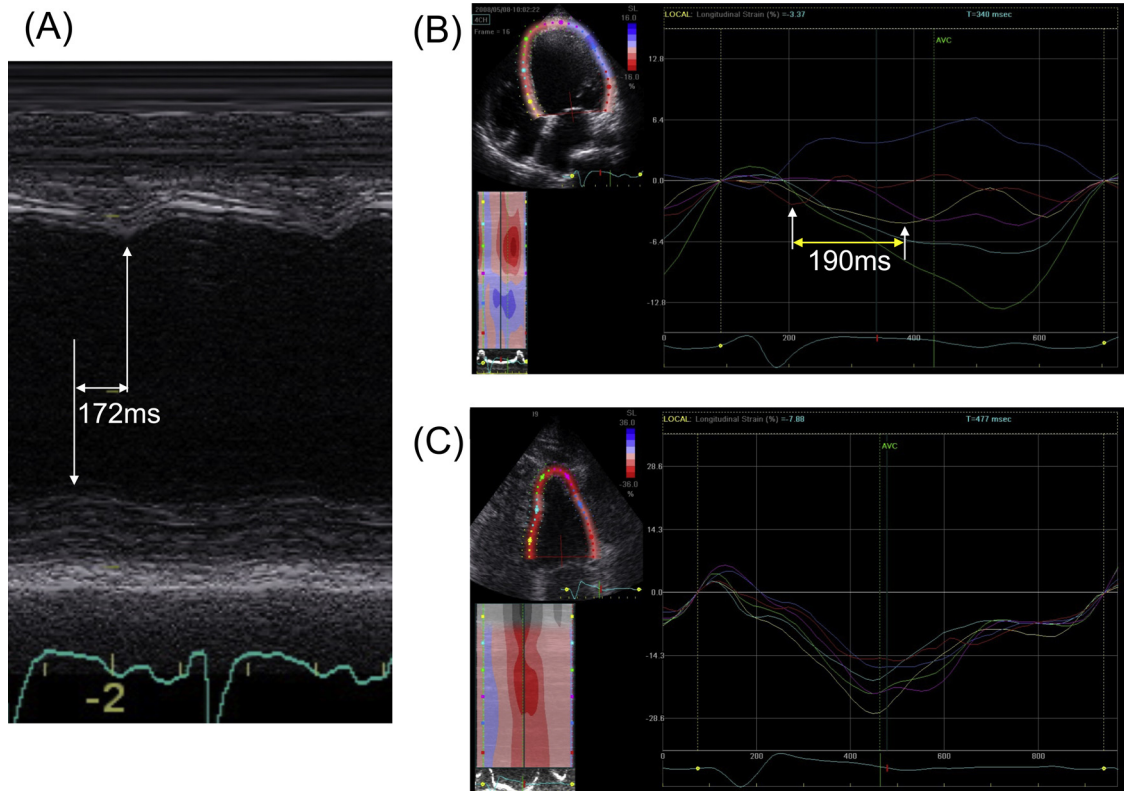 (A)
172ms
-2
(B)
2008/05/08-10:02:22
4CH
Frame = 16
SL
16.0
-16.0
%
LOCAL: Longitudinal Strain (%) =-3.37
T=340 msec
AVC
12.8
6.4
0.0
-6.4
-12.8
190ms
0
200
400
600
(C)
SL
36.0
-36.0
%
LOCAL: Longitudinal Strain (%) =-7.88
T=477 msec
AVC
28.6
14.3
0.0
-14.3
-28.6
0
200
400
600
800